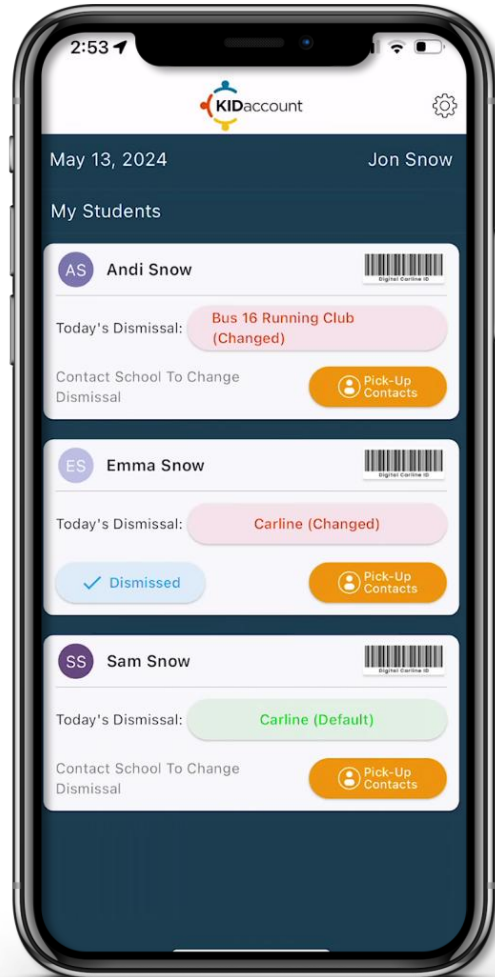 2:53
KIDaccount
May 13, 2024 Jon Snow
My Students
AS Andi Snow
Digital Carline ID
Today's Dismissal: Bus 16 Running Club
(Changed)
Contact School To Change
Dismissal
Pick-Up
Contacts
ES Emma Snow
Digital Carline ID
Today's Dismissal: Carline (Changed)
Dismissed
Pick-Up
Contacts
SS Sam Snow
Digital Carline ID
Today's Dismissal: Carline (Default)
Contact School To Change
Dismissal
Pick-Up
Contacts